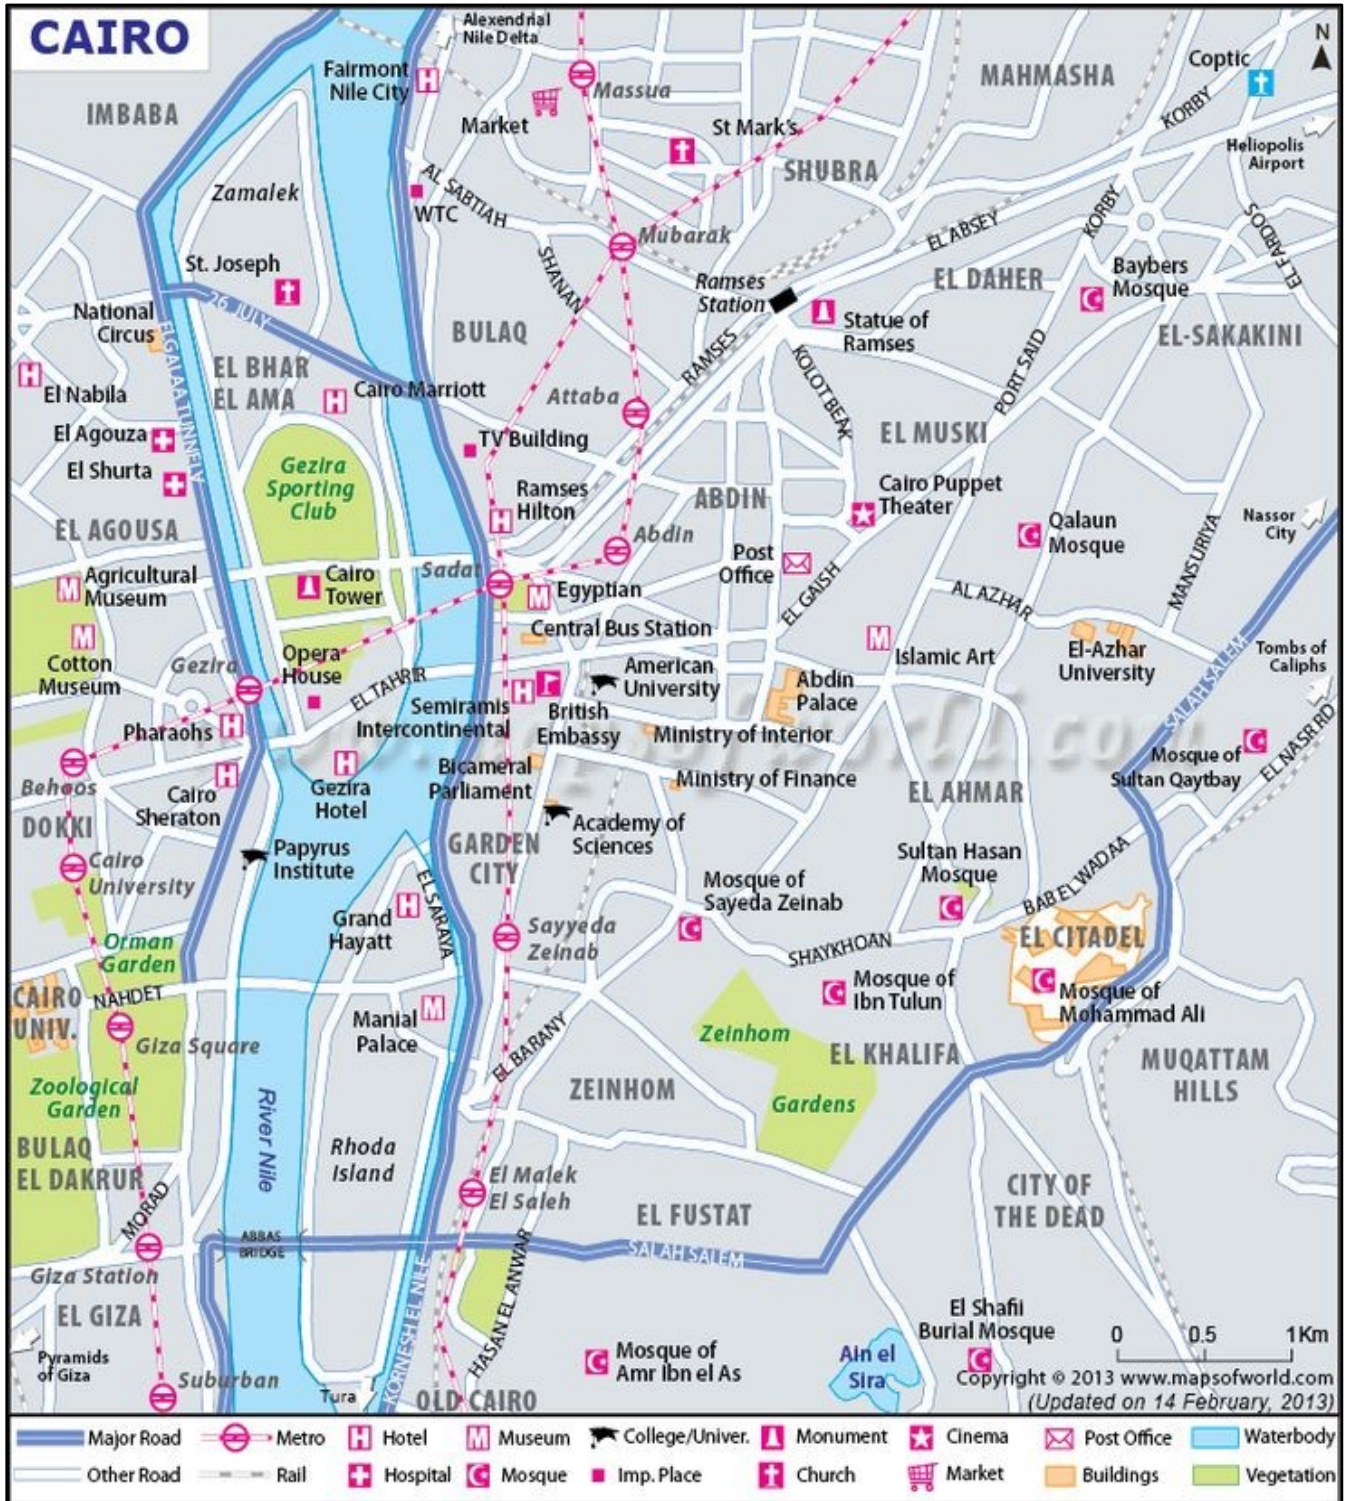 CAIRO
Alexendrial
Nile Delta
N
Fairmont
Nile City
Massua
MAHMASHA
Coptic
IMBABA
Market
St Mark's
KORBY
Heliopolis
Airport
Zamalek
AL SABTIAH
WTC
SHUBRA
Mubarak
EL ABSEY
KORBY
EL FARDOS
St. Joseph
SHANAN
Ramses
Station
EL DAHER
Baybers
Mosque
National
Circus
26 JULY
BULAQ
RAMSES
Statue of
Ramses
EL-SAKAKINI
EL GALAA TUNNEL A
EL BHAR
EL AMA
Cairo Marriott
KOLOT BEAK
PORT SAID
El Nabila
Attaba
El Agouza
TV Building
EL MUSKI
El Shurta
Gezira
Sporting
Club
Ramses
Hilton
ABDIN
Cairo Puppet
Theater
EL AGOUSA
Abdin
Qalaun
Mosque
Nassor
City
Post
Office
MANSURIYA
Sadat
Agricultural
Museum
Cairo
Tower
Egyptian
EL GAISH
AL AZHAR
Central Bus Station
Cotton
Museum
Gezira
Opera
House
EL TAHRIR
American
University
Islamic Art
El-Azhar
University
SALAH SALEM
Tombs of
Caliphs
Semiramis
Intercontinental
Abdin
Palace
British
Embassy
Pharaohs
Ministry of Interior
www.mapsofworld.com
Mosque of
Sultan Qaytbay
EL NASR RD
Behoos
Bicameral
Parliament
Ministry of Finance
Cairo
Sheraton
Gezira
Hotel
EL AHMAR
DOKKI
Academy of
Sciences
Papyrus
Institute
GARDEN
CITY
Sultan Hasan
Mosque
BAB EL WADAA
Cairo
University
EL SARAYA
Mosque of
Sayeda Zeinab
Grand
Hayatt
Sayyeda
Zeinab
SHAYKHOAN
EL CITADEL
Orman
Garden
Mosque of
Ibn Tulun
Mosque of
Mohammad Ali
CAIRO
UNIV.
NAHDET
Manial
Palace
Giza Square
EL BARANY
Zeinhom
EL KHALIFA
MUQATTAM
HILLS
Zoological
Garden
River Nile
ZEINHOM
Gardens
BULAQ
EL DAKRUR
Rhoda
Island
El Malek
El Saleh
CITY OF
THE DEAD
MORAD
EL FUSTAT
ABBAS
BRIDGE
SALAH SALEM
Giza Station
KORNESH EL NILE
HASAN EL ANWAR
EL GIZA
El Shafii
Burial Mosque
0 0.5 1Km
Pyramids
of Giza
Mosque of
Amr Ibn el As
Ain el
Sira
Suburban
Tura
OLD CAIRO
Copyright © 2013 www.mapsofworld.com
(Updated on 14 February, 2013)
Major Road
Metro
Hotel
Museum
College/Univer.
Monument
Cinema
Post Office
Waterbody
Other Road
Rail
Hospital
Mosque
Imp. Place
Church
Market
Buildings
Vegetation